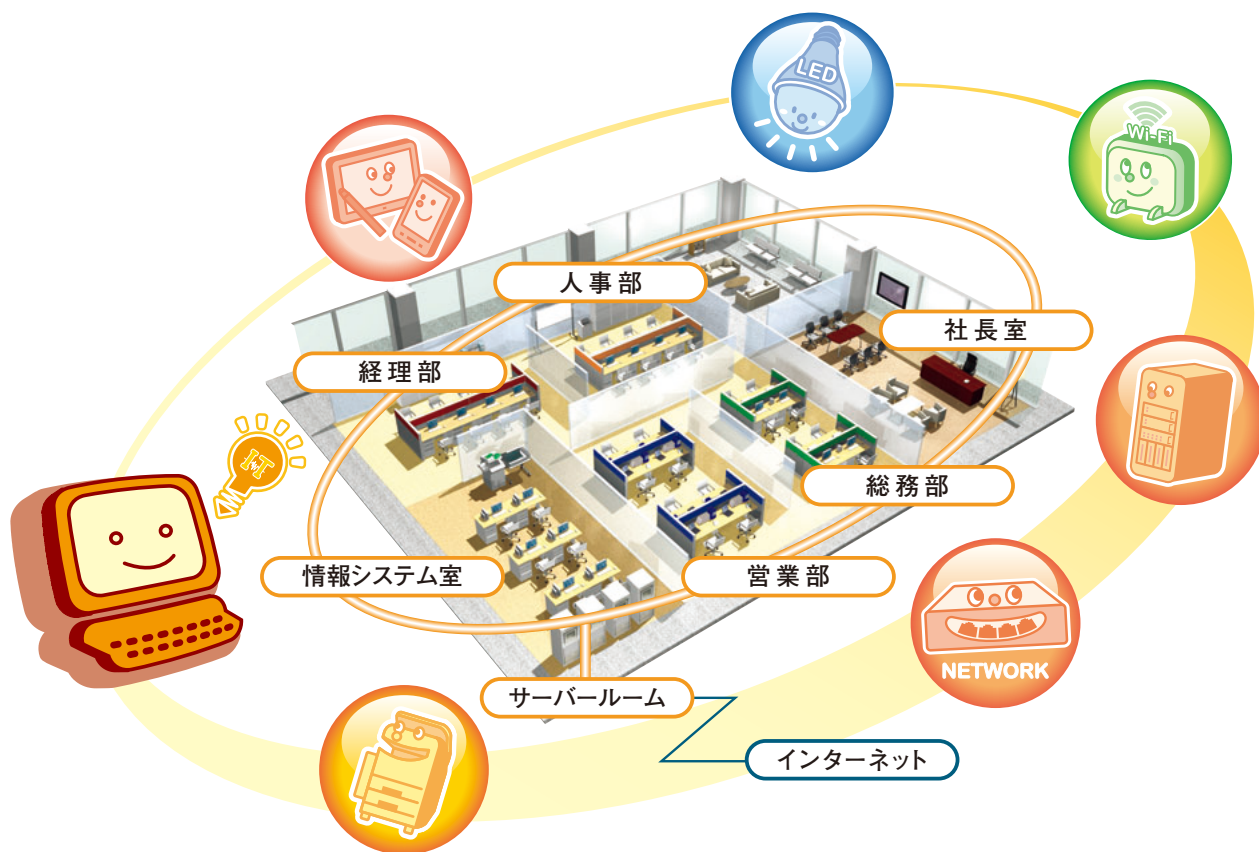 LED
Wi-Fi
人事部
社長室
経理部
総務部
情報システム室
営業部
NETWORK
サーバールーム
インターネット